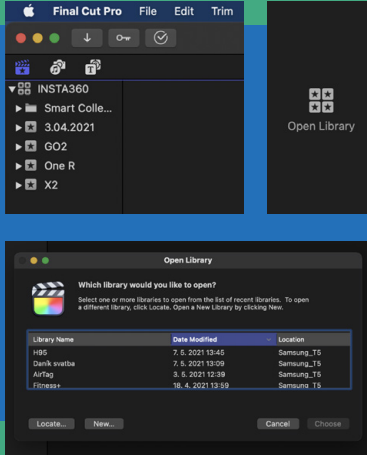 Final Cut Pro File Edit Trim
INSTA360
Smart Colle...
3.04.2021
GO2
One R
X2
Open Library
Open Library
Which library would you like to open?
Select one or more libraries to open from the list of recent libraries. To open
a different library, click Locate. Open a New Library by clicking New.
Library Name Date Modified Location
H95 7. 5. 2021 13:45 Samsung_T5
Daník svatba 7. 5. 2021 13:09 Samsung_T5
AirTag 3. 5. 2021 12:39 Samsung_T5
Fitness+ 18. 4. 2021 13:59 Samsung_T5
Locate... New... Cancel Choose